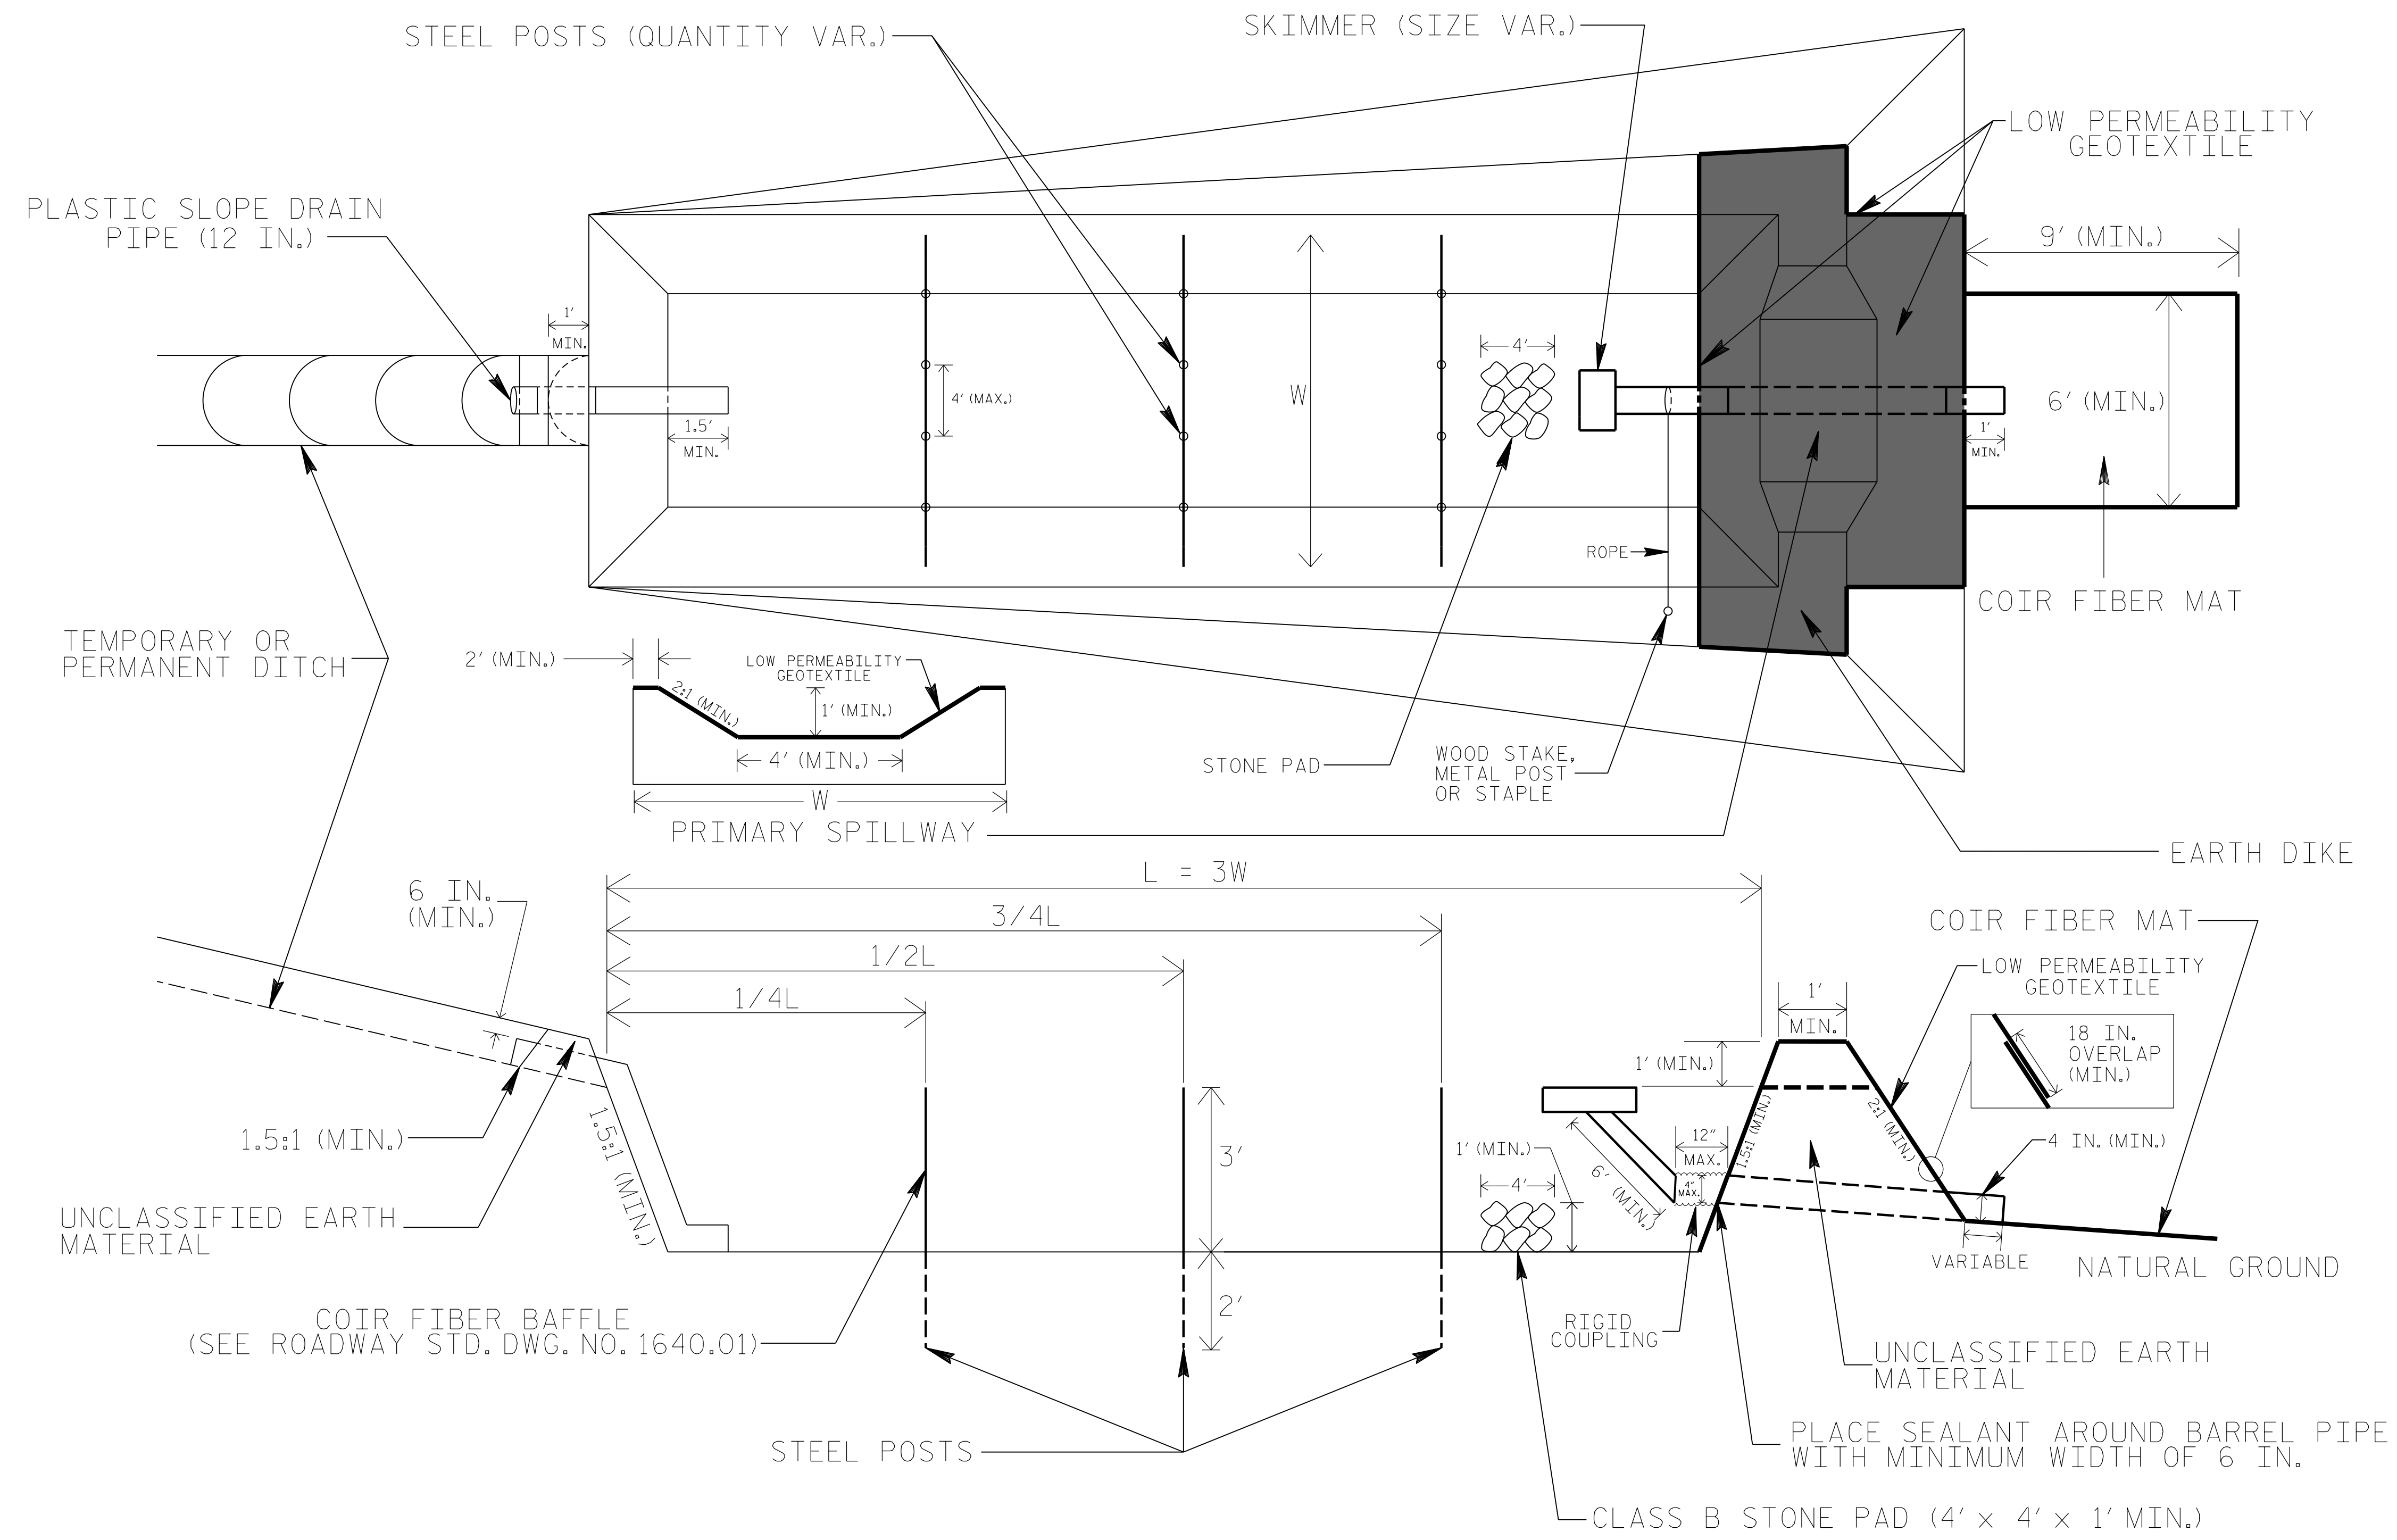 STEEL POSTS (QUANTITY VAR.)
SKIMMER (SIZE VAR.)
LOW PERMEABILITY
GEOTEXTILE
PLASTIC SLOPE DRAIN
PIPE (12 IN.)
9' (MIN.)
1'
MIN.
4'
4' (MAX.)
W
6' (MIN.)
1.5'
MIN.
1'
MIN.
ROPE
COIR FIBER MAT
TEMPORARY OR
PERMANENT DITCH
2' (MIN.)
LOW PERMEABILITY
GEOTEXTILE
2:1 (MIN.)
1' (MIN.)
4' (MIN.)
W
PRIMARY SPILLWAY
STONE PAD
WOOD STAKE,
METAL POST
OR STAPLE
EARTH DIKE
L = 3W
6 IN.
(MIN.)
3/4L
1/2L
1/4L
COIR FIBER MAT
LOW PERMEABILITY
GEOTEXTILE
1'
MIN.
18 IN.
OVERLAP
(MIN.)
1' (MIN.)
1.5:1 (MIN.)
1.5:1 (MIN.)
3'
1' (MIN.)
4'
6' (MIN.)
12"
MAX.
4"
MAX.
1.5:1 (MIN.)
2:1 (MIN.)
4 IN. (MIN.)
UNCLASSIFIED EARTH
MATERIAL
VARIABLE
NATURAL GROUND
2'
COIR FIBER BAFFLE
(SEE ROADWAY STD. DWG. NO. 1640.01)
RIGID
COUPLING
UNCLASSIFIED EARTH
MATERIAL
STEEL POSTS
PLACE SEALANT AROUND BARREL PIPE
WITH MINIMUM WIDTH OF 6 IN.
CLASS B STONE PAD (4' x 4' x 1' MIN.)